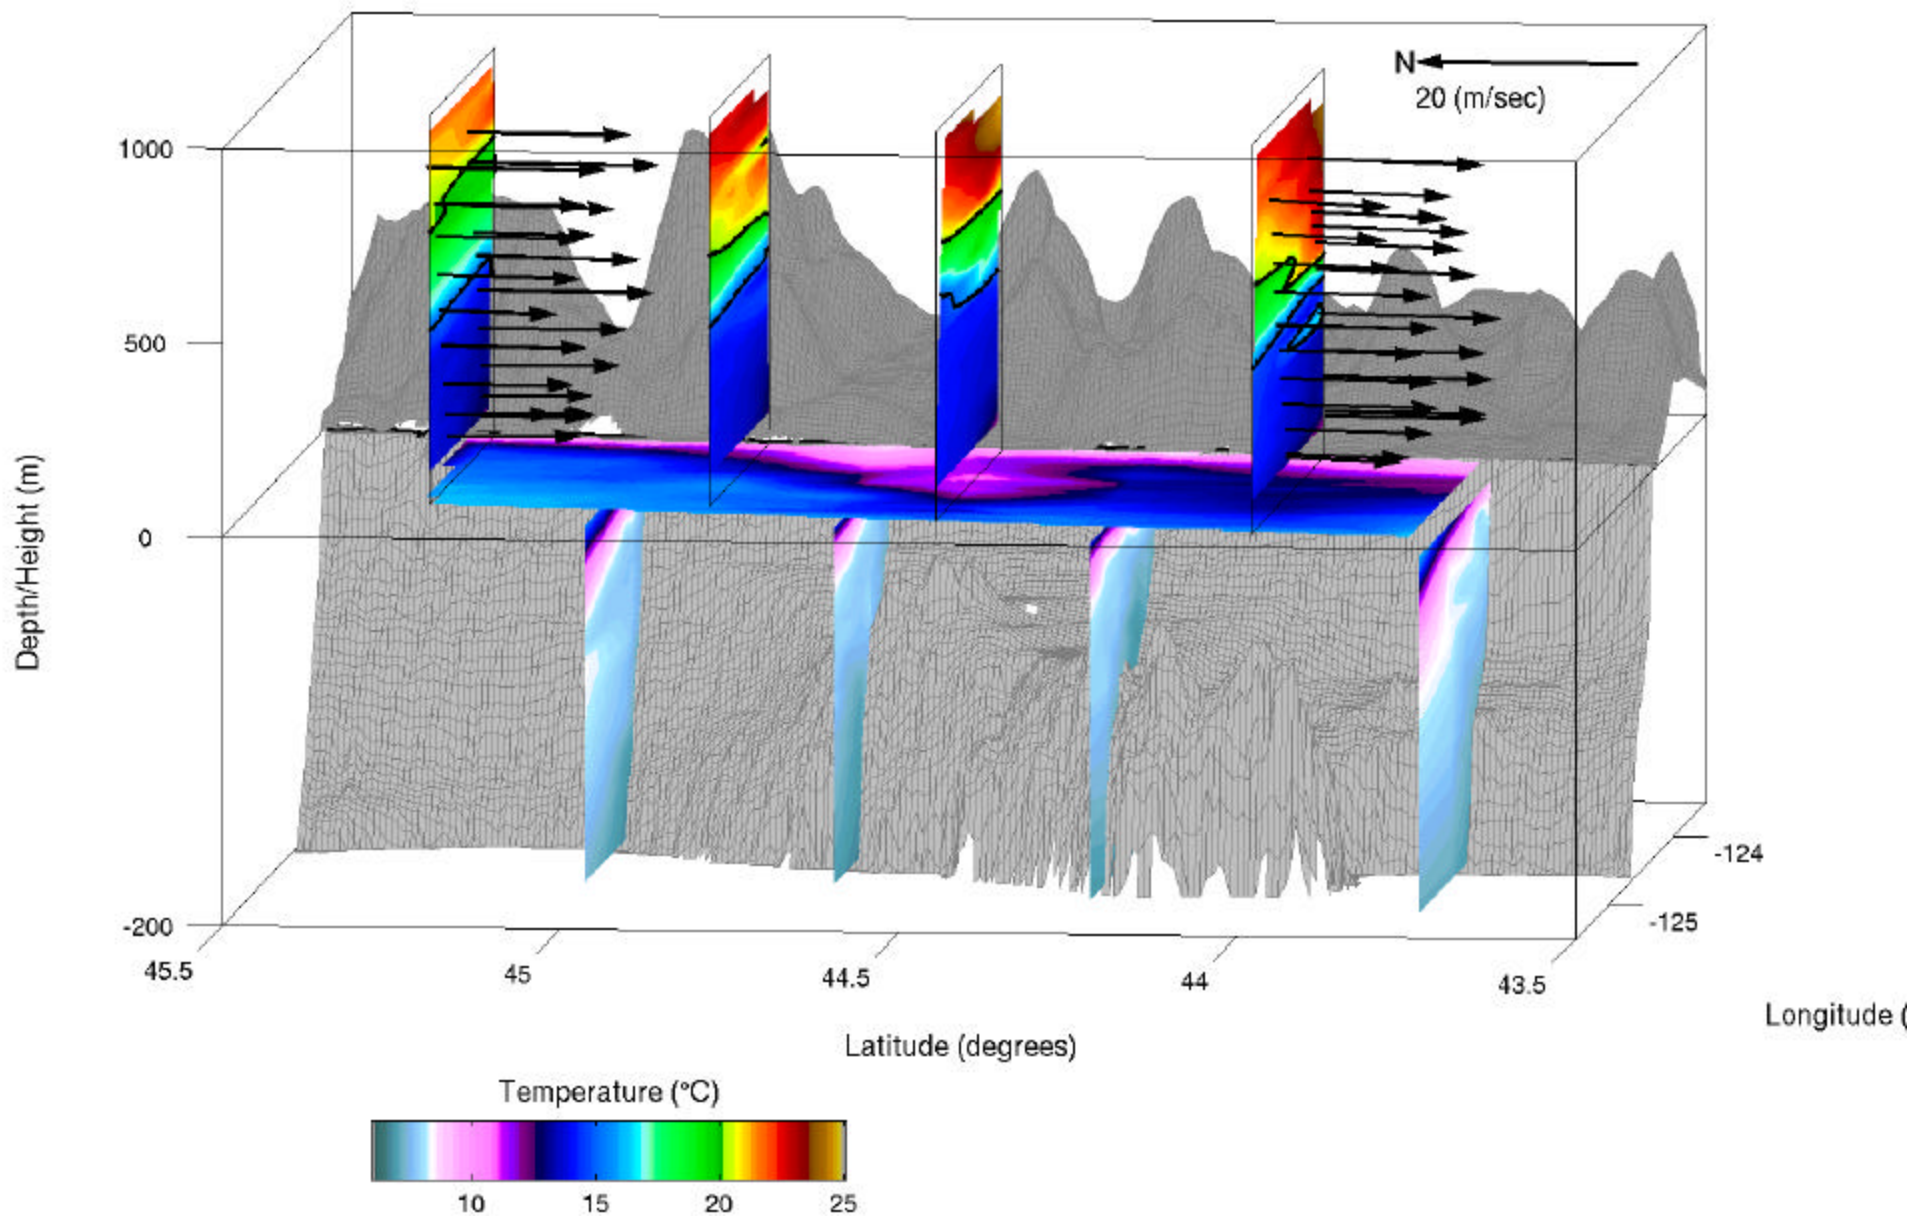 N
20 (m/sec)
1000
500
0
-200
Depth/Height (m)
45.5
45
44.5
44
43.5
-124
-125
Longitude (
Latitude (degrees)
Temperature (°C)
10
15
20
25